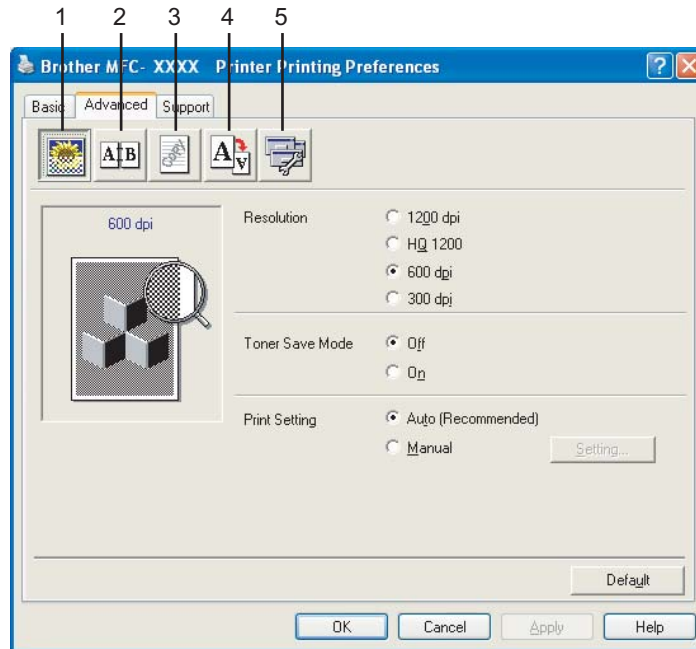 1 2 3 4 5
Brother MFC- XXXX Printer Printing Preferences
Basic Advanced Support
A B COPY A A
600 dpi
Resolution
1200 dpi
HQ 1200
600 dpi
300 dpi
Toner Save Mode
Off
On
Print Setting
Auto (Recommended)
Manual
Setting...
Default
OK Cancel Apply Help